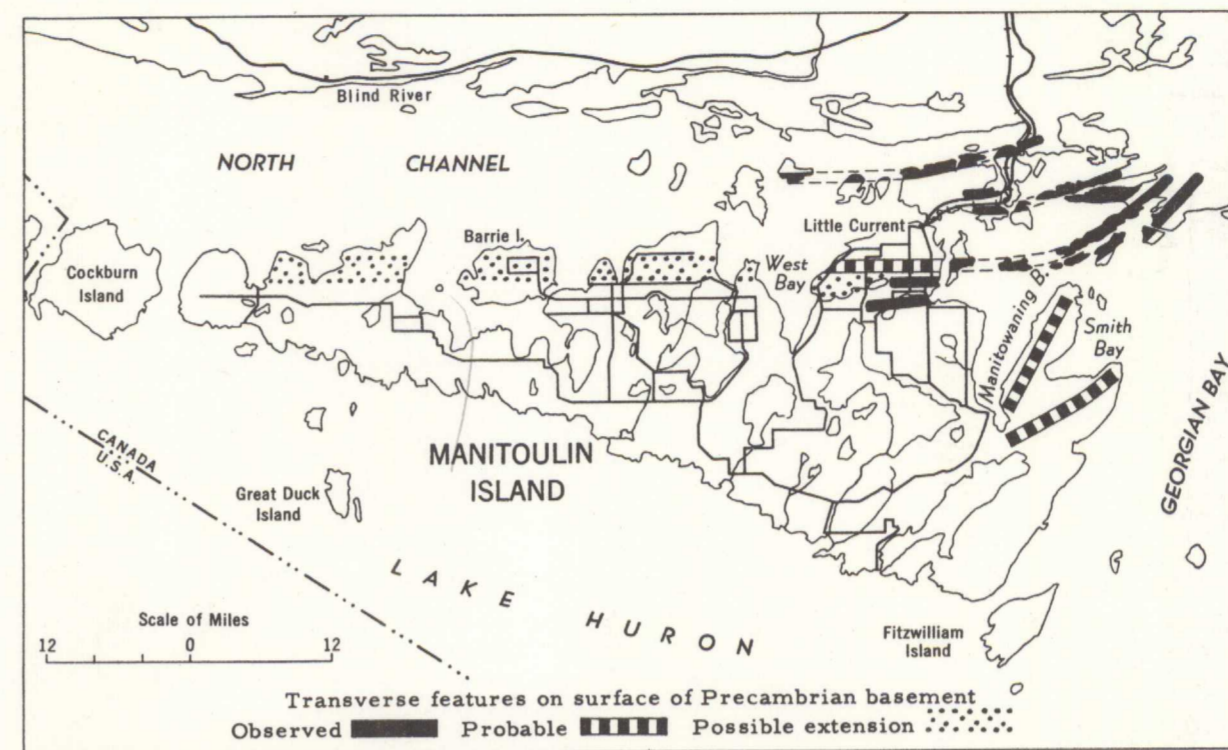 Blind River
NORTH CHANNEL
Little Current
Barrie I.
West
Bay
Cockburn
Island
Manitowaning B.
Smith
Bay
GEORGIAN BAY
CANADA
U.S.A.
MANITOULIN
ISLAND
Great Duck
Island
LAKE HURON
Scale of Miles
12 0 12
Fitzwilliam
Island
Transverse features on surface of Precambrian basement
Observed Probable Possible extension